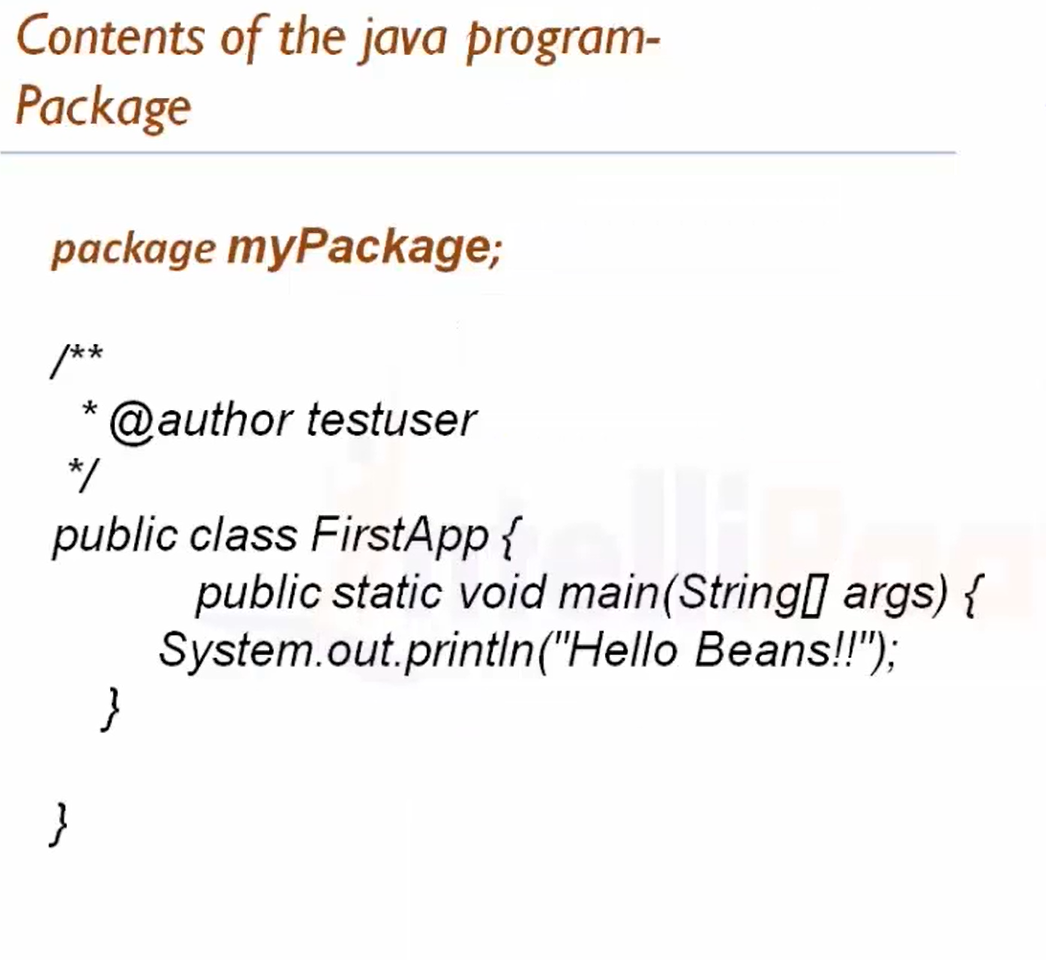 Contents of the java program-
Package
package myPackage;
/**
* @author testuser
*/
public class FirstApp {
public static void main(String[] args) {
System.out.println("Hello Beans!!");
}
}